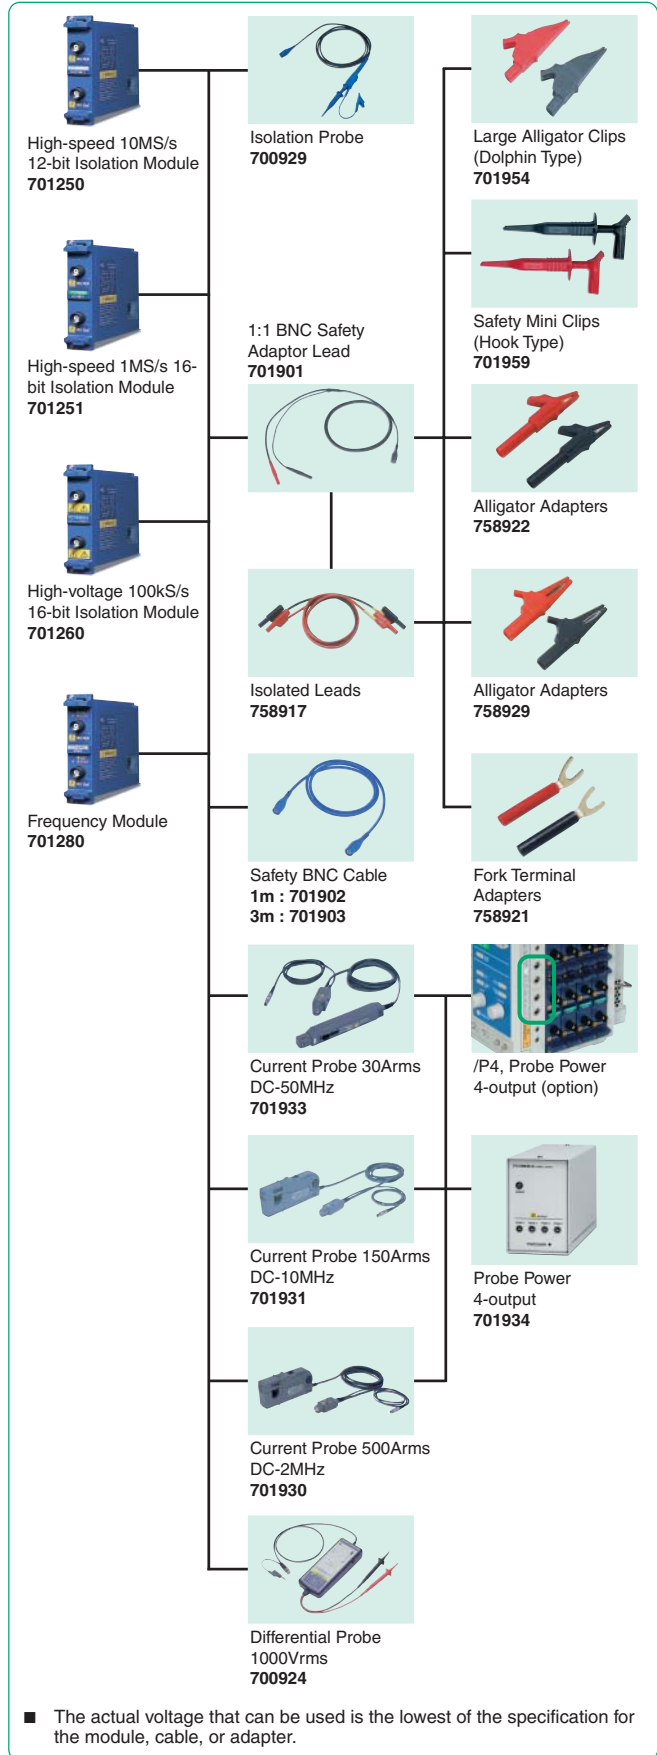 High-speed 10MS/s
12-bit Isolation Module
701250
High-speed 1MS/s 16-
bit Isolation Module
701251
High-voltage 100kS/s
16-bit Isolation Module
701260
Frequency Module
701280
Isolation Probe
700929
1:1 BNC Safety
Adaptor Lead
701901
Isolated Leads
758917
Safety BNC Cable
1m : 701902
3m : 701903
Current Probe 30Arms
DC-50MHz
701933
Current Probe 150Arms
DC-10MHz
701931
Current Probe 500Arms
DC-2MHz
701930
Differential Probe
1000Vrms
700924
Large Alligator Clips
(Dolphin Type)
701954
Safety Mini Clips
(Hook Type)
701959
Alligator Adapters
758922
Alligator Adapters
758929
Fork Terminal
Adapters
758921
/P4, Probe Power
4-output (option)
Probe Power
4-output
701934
■ The actual voltage that can be used is the lowest of the specification for
the module, cable, or adapter.